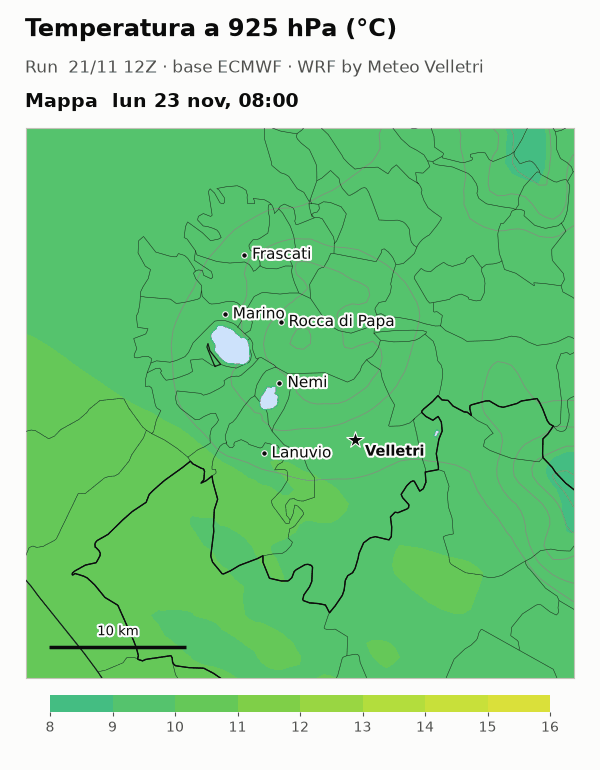 Temperatura a 925 hPa (°C)
Run  21/11 12Z · base ECMWF · WRF by Meteo Velletri
Mappa  lun 23 nov, 08:00
Frascati
Marino
Rocca di Papa
Nemi
Velletri
Lanuvio
10 km
8 9 10 11 12 13 14 15 16